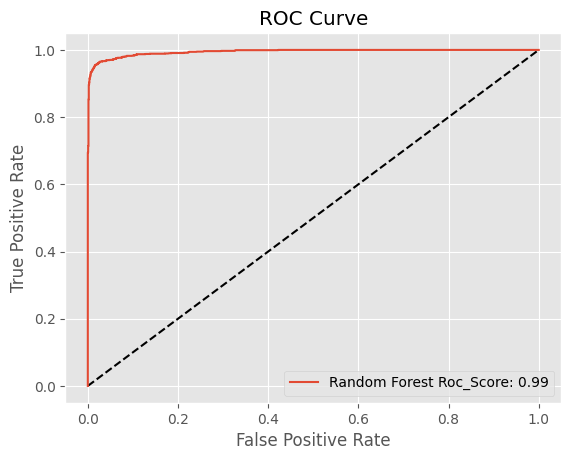 ROC Curve
True Positive Rate
1.0
0.8
0.6
0.4
0.2
0.0
Random Forest Roc_Score: 0.99
0.0 0.2 0.4 0.6 0.8 1.0
False Positive Rate